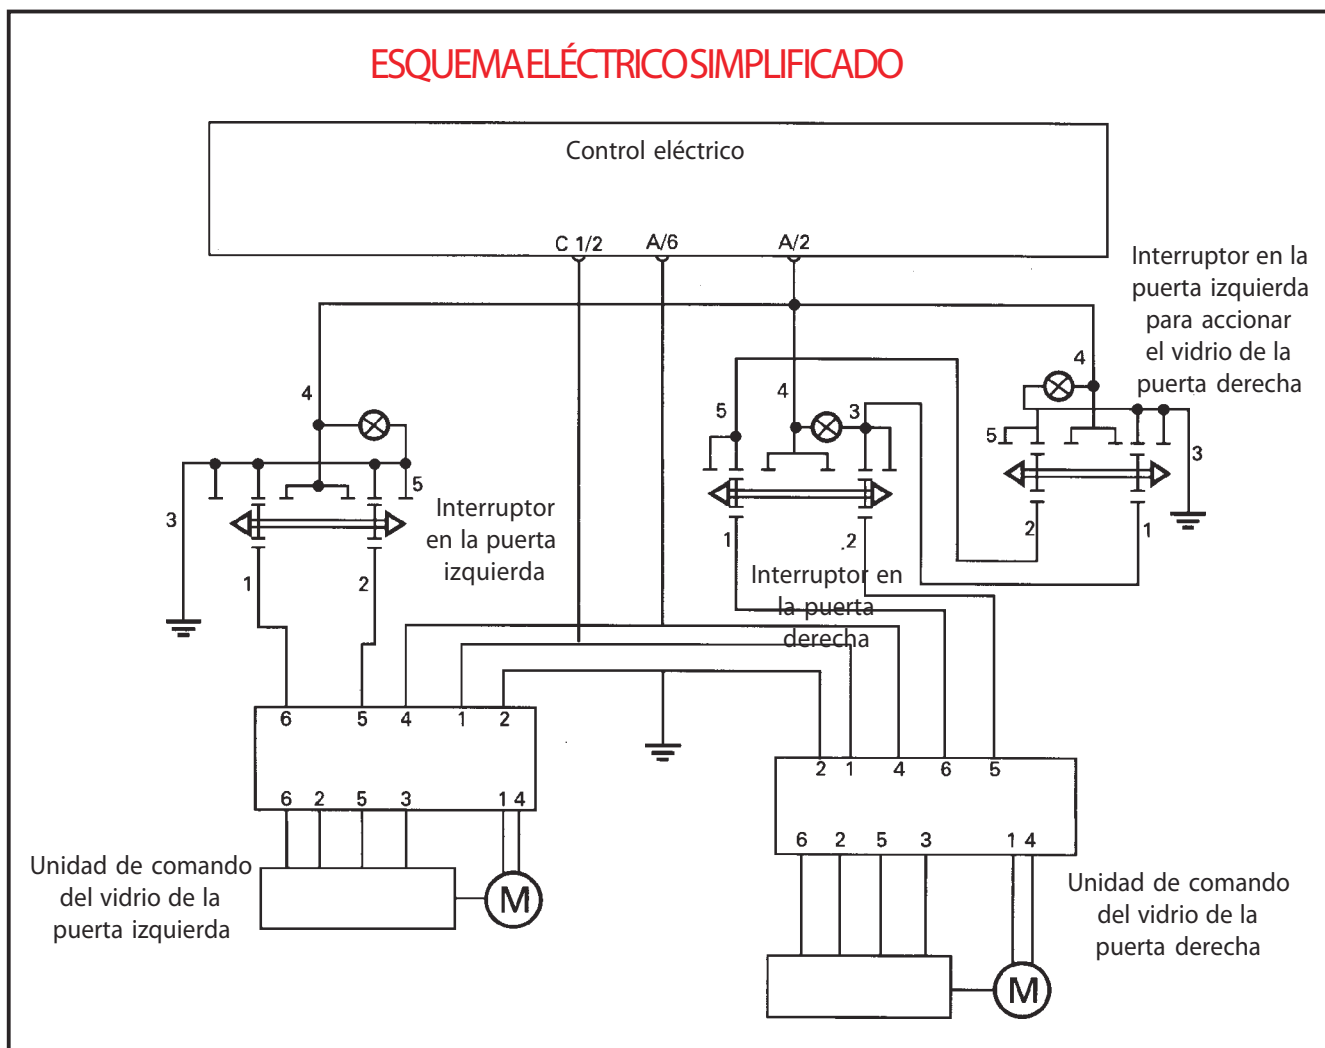 ESQUEMA ELÉCTRICO SIMPLIFICADO
Control eléctrico
C 1/2 A/6 A/2
Interruptor en la
puerta izquierda
para accionar
el vidrio de la
puerta derecha
4
4
4
5
3
5
3
5
3
Interruptor
en la puerta
izquierda
1
2
1
.2
2
1
Interruptor en
la puerta
derecha
6 5 4 1 2
2 1 4 6 5
6 2 5 3 1 4
6 2 5 3 1 4
Unidad de comando
del vidrio de la
puerta izquierda
M
Unidad de comando
del vidrio de la
puerta derecha
M